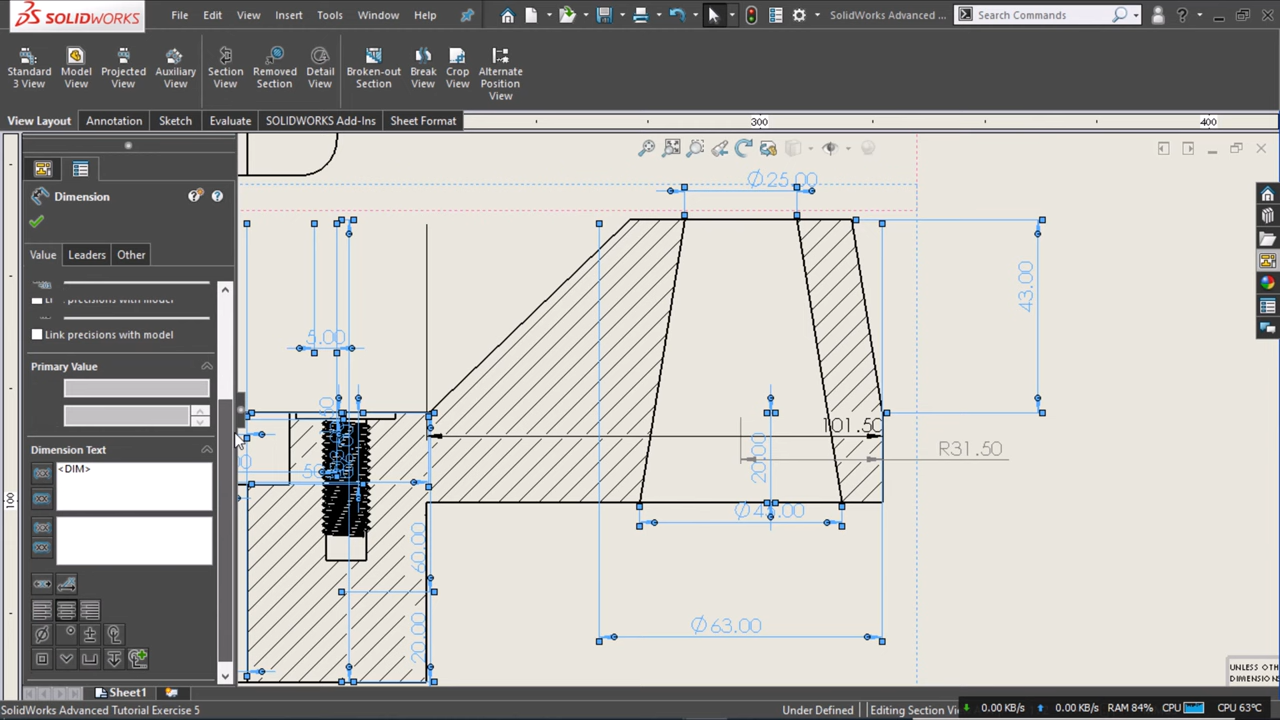 SOLIDWORKS File Edit View Insert Tools Window Help SolidWorks Advanced ... Search Commands
Standard 3 View
Model View
Projected View
Auxiliary View
Section View
Removed Section
Detail View
Broken-out Section
Break View
Crop View
Alternate Position View
View Layout Annotation Sketch Evaluate SOLIDWORKS Add-Ins Sheet Format
300 400
Dimension
Value Leaders Other
Link precisions with model
Link precisions with model
Primary Value
Dimension Text
<DIM>
Ø25.00
43.00
5.00
101.50
R31.50
20.00
60.00
20.00
Ø63.00
100
UNLESS OTH
DIMENSION
Sheet1
SolidWorks Advanced Tutorial Exercise 5 Under Defined Editing Section Vi
0.00 KB/s 0.00 KB/s RAM 84% CPU CPU 63°C